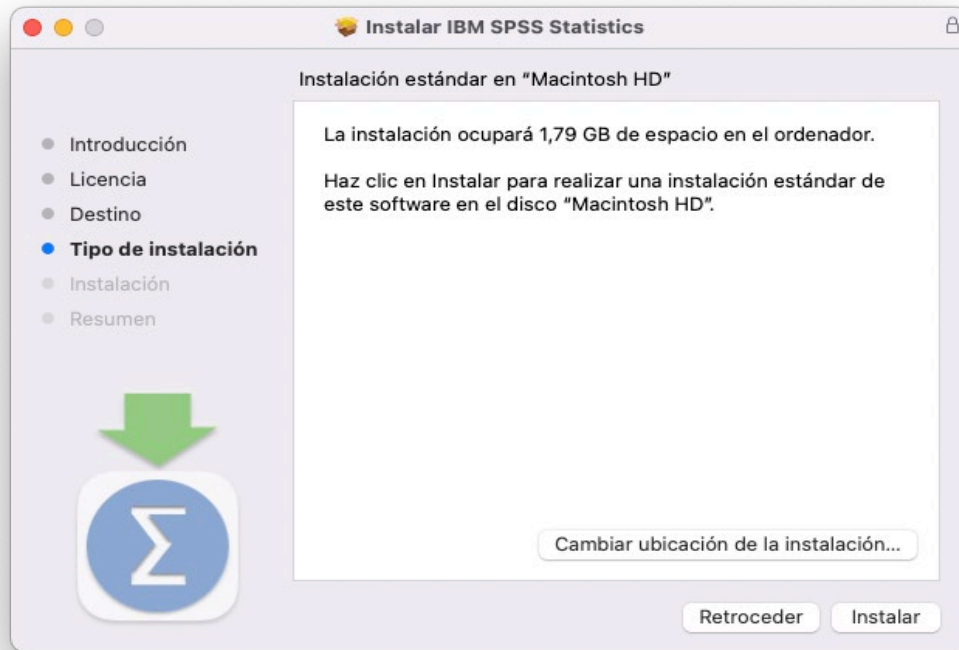 Instalar IBM SPSS Statistics
Instalación estándar en “Macintosh HD”
Introducción
Licencia
Destino
Tipo de instalación
Instalación
Resumen
La instalación ocupará 1,79 GB de espacio en el ordenador.
Haz clic en Instalar para realizar una instalación estándar de
este software en el disco “Macintosh HD”.
Σ
Cambiar ubicación de la instalación...
Retroceder
Instalar